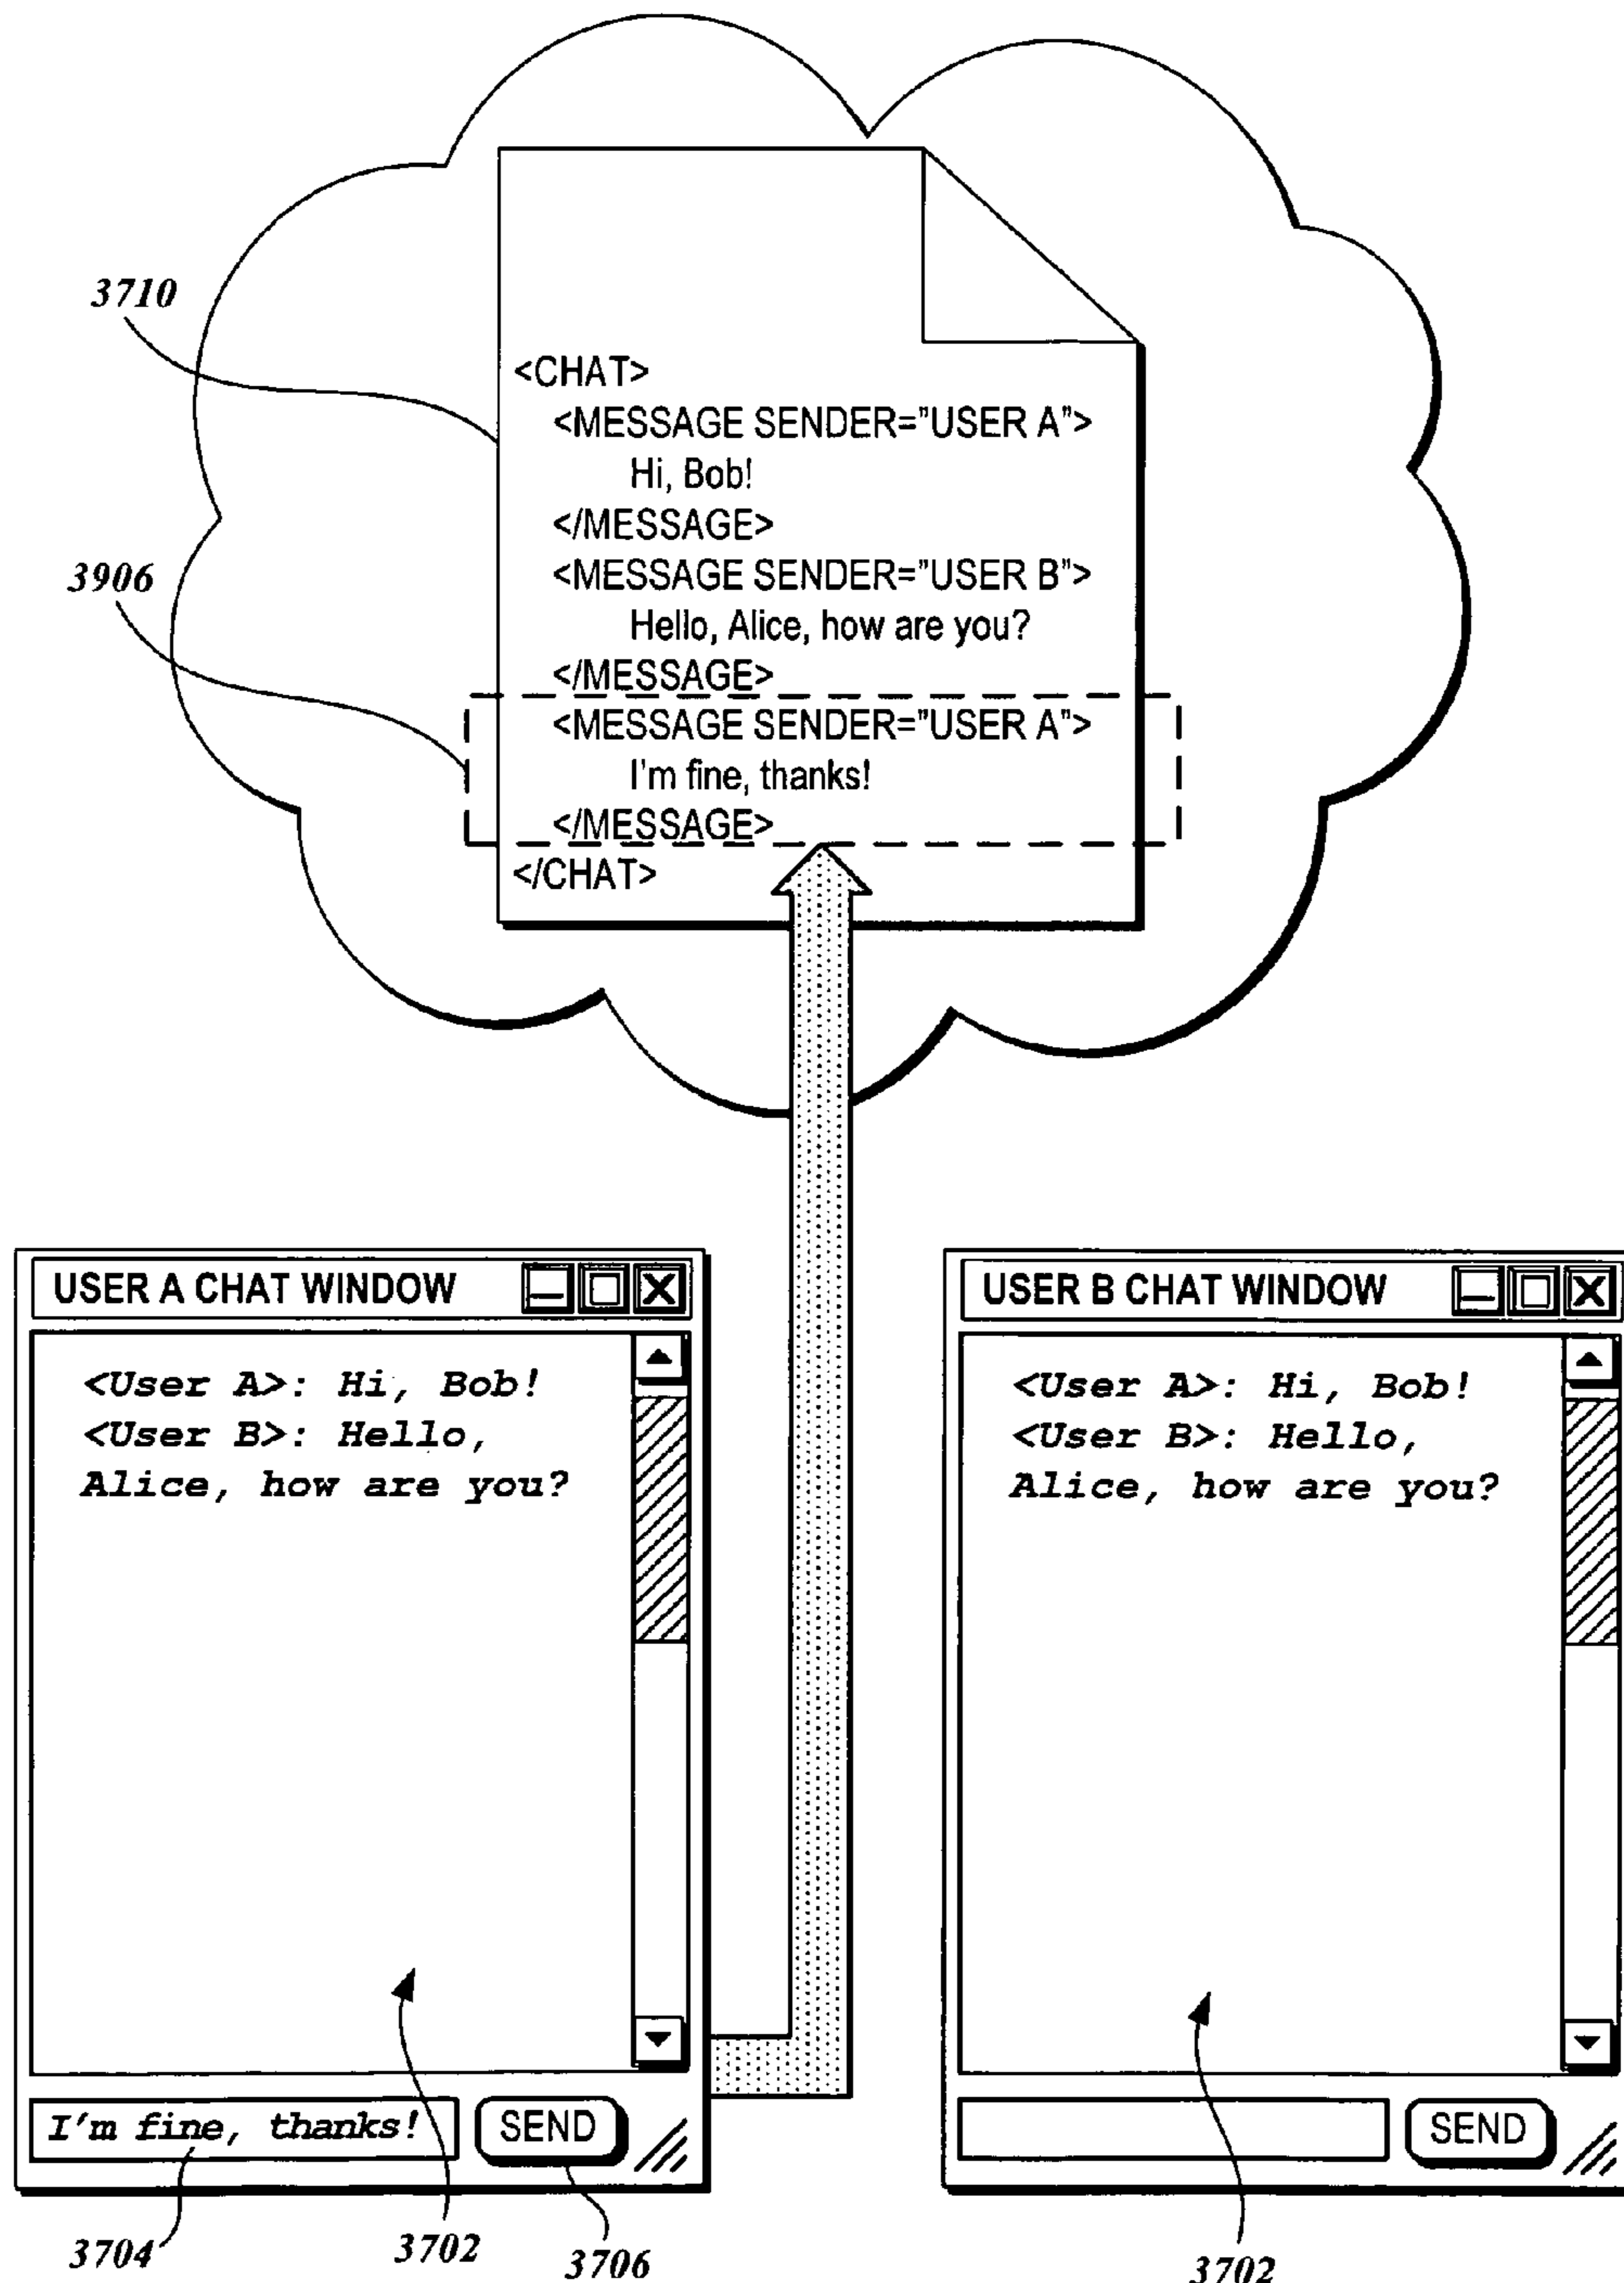 3710
<CHAT>
<MESSAGE SENDER="USER A">
Hi, Bob!
</MESSAGE>
3906
<MESSAGE SENDER="USER B">
Hello, Alice, how are you?
</MESSAGE>
<MESSAGE SENDER="USER A">
I'm fine, thanks!
</MESSAGE>
</CHAT>
USER A CHAT WINDOW
<User A>: Hi, Bob!
<User B>: Hello,
Alice, how are you?
I'm fine, thanks!
SEND
3704
3702
3706
USER B CHAT WINDOW
<User A>: Hi, Bob!
<User B>: Hello,
Alice, how are you?
SEND
3702